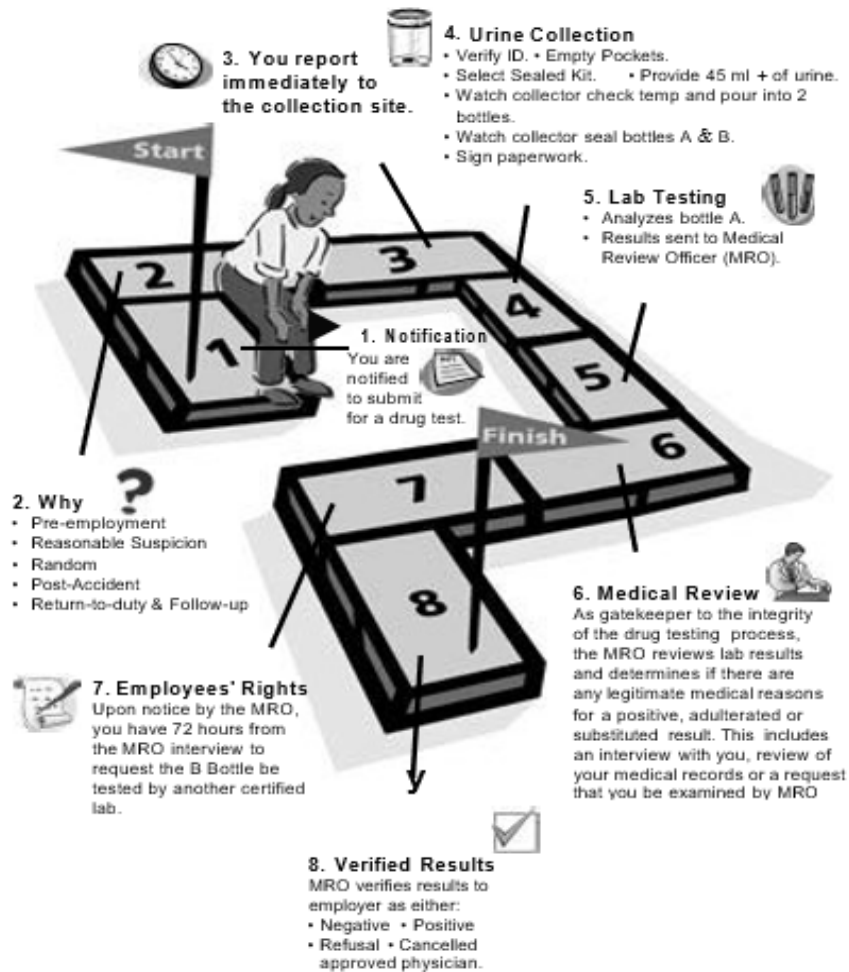 3. You report
immediately to
the collection site.
4. Urine Collection
• Verify ID. • Empty Pockets.
• Select Sealed Kit. • Provide 45 ml + of urine.
• Watch collector check temp and pour into 2
bottles.
• Watch collector seal bottles A & B.
• Sign paperwork.
Start
5. Lab Testing
• Analyzes bottle A.
• Results sent to Medical
Review Officer (MRO).
2
3
4
1
5
1. Notification
You are
notified
to submit
for a drug test.
Finish
6
7
8
2. Why
?
• Pre-employment
• Reasonable Suspicion
• Random
• Post-Accident
• Return-to-duty & Follow-up
6. Medical Review
As gatekeeper to the integrity
of the drug testing process,
the MRO reviews lab results
and determines if there are
any legitimate medical reasons
for a positive, adulterated or
substituted result. This includes
an interview with you, review of
your medical records or a request
that you be examined by MRO
7. Employees' Rights
Upon notice by the MRO,
you have 72 hours from
the MRO interview to
request the B Bottle be
tested by another certified
lab.
y
8. Verified Results
MRO verifies results to
employer as either:
• Negative • Positive
• Refusal • Cancelled
approved physician.